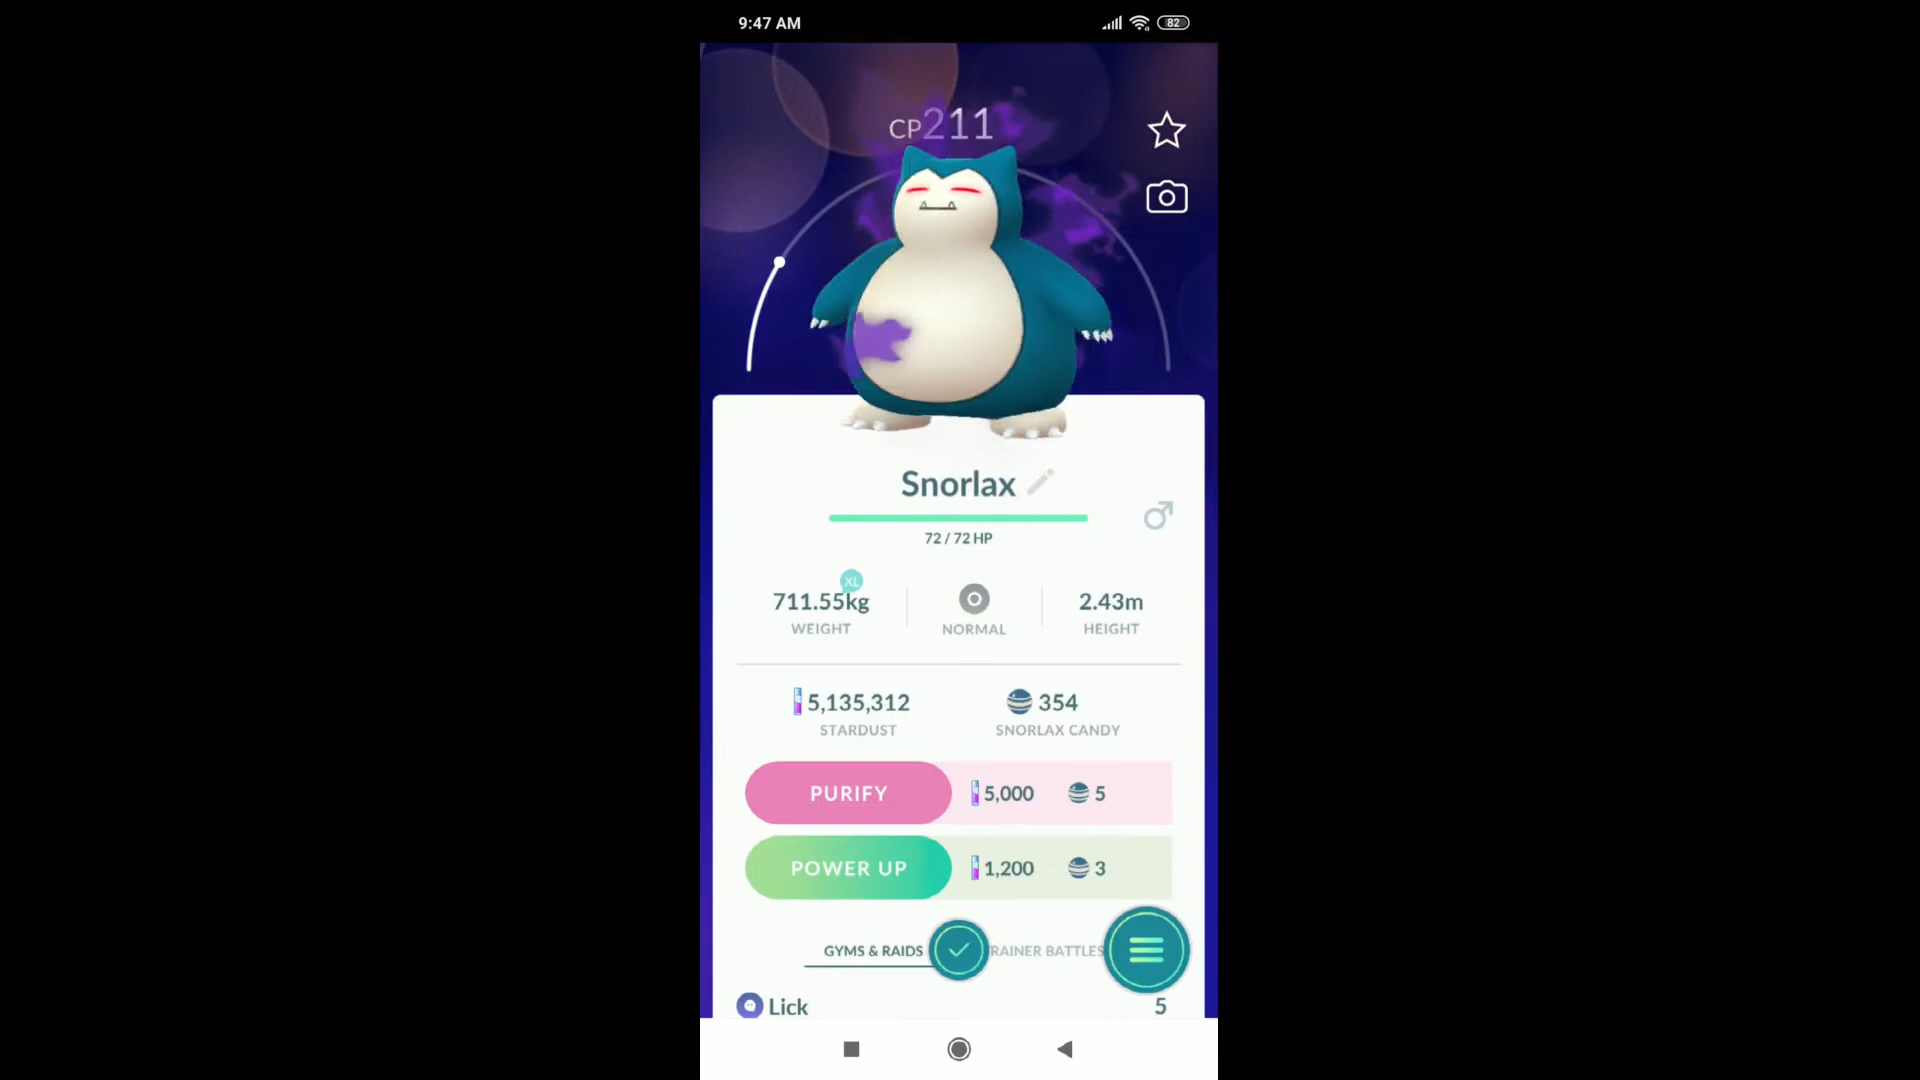 9:47 AM
82
CP211
Snorlax
72 / 72 HP
XL
711.55kg
2.43m
WEIGHT
NORMAL
HEIGHT
5,135,312
354
STARDUST
SNORLAX CANDY
PURIFY
5,000
5
POWER UP
1,200
3
GYMS & RAIDS
RAINER BATTLES
Lick
5